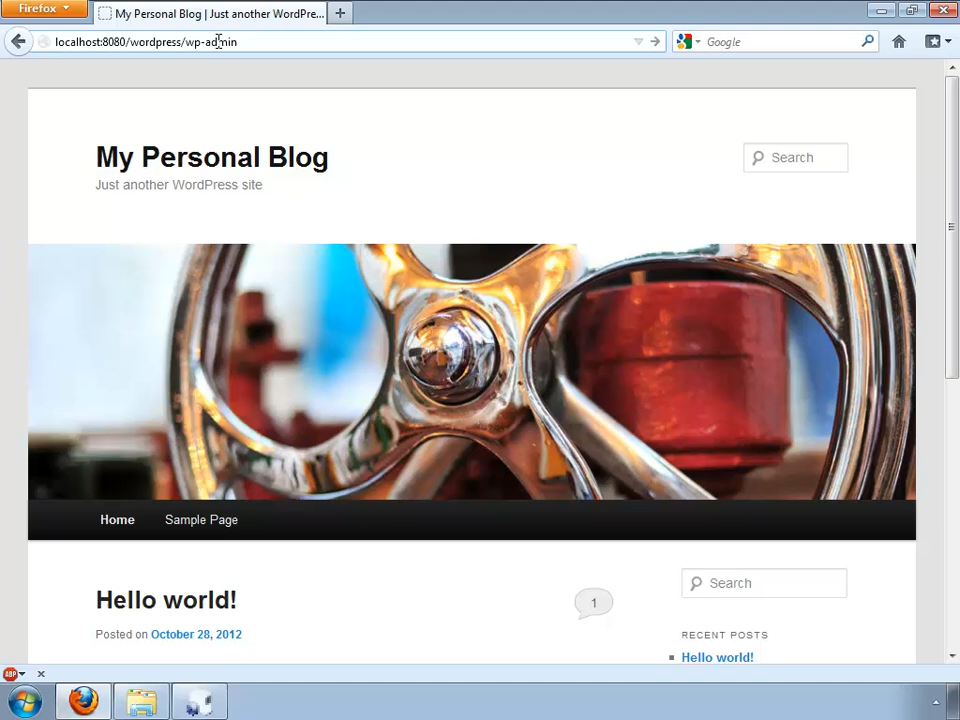 Firefox
My Personal Blog | Just another WordPre...
localhost:8080/wordpress/wp-admin
Google
My Personal Blog
Just another WordPress site
Search
Home
Sample Page
Hello world!
1
Posted on October 28, 2012
Search
RECENT POSTS
Hello world!
ABP